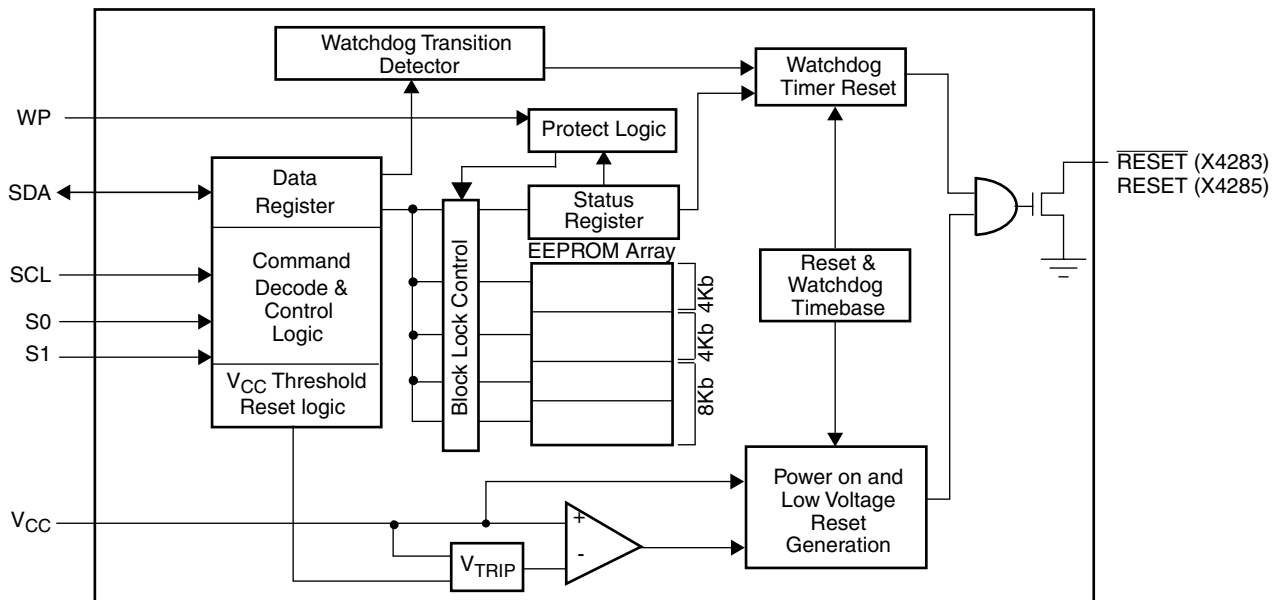 Watchdog Transition
Detector
Watchdog
Timer Reset
WP
Protect Logic
RESET (X4283)
RESET (X4285)
SDA
Data
Register
Status
Register
EEPROM Array
SCL
Command
Decode &
Control
Logic
S0
S1
Block Lock Control
4Kb
4Kb
8Kb
Reset &
Watchdog
Timebase
VCC Threshold
Reset logic
Power on and
Low Voltage
Reset
Generation
VCC
+
-
VTRIP